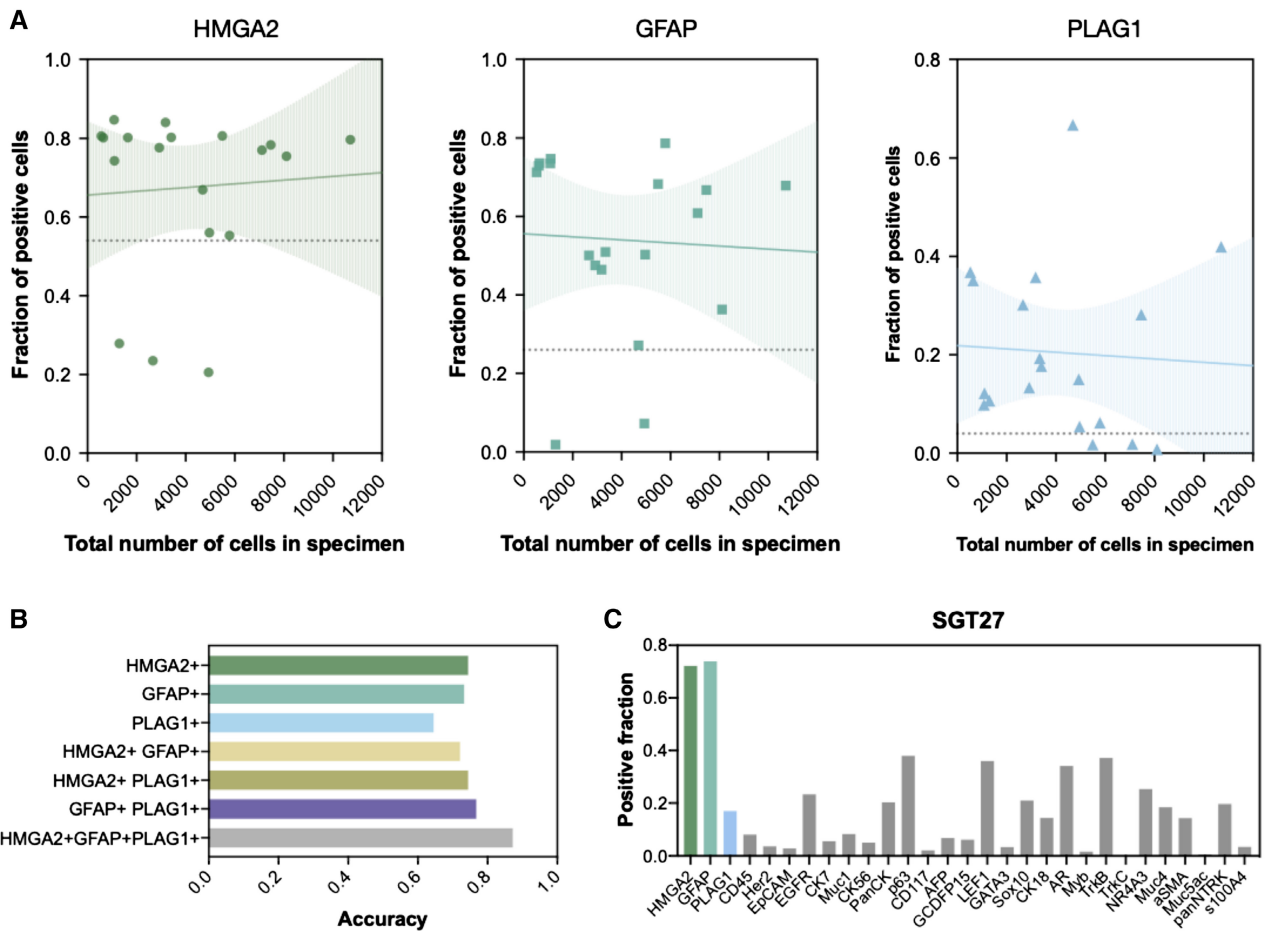 A
HMGA2
GFAP
PLAG1
Fraction of positive cells
1.0
0.8
0.6
0.4
0.2
0.0
0
2000
4000
6000
8000
10000
12000
Total number of cells in specimen
Fraction of positive cells
1.0
0.8
0.6
0.4
0.2
0.0
0
2000
4000
6000
8000
10000
12000
Total number of cells in specimen
Fraction of positive cells
0.8
0.6
0.4
0.2
0.0
0
2000
4000
6000
8000
10000
12000
Total number of cells in specimen
B
HMGA2+
GFAP+
PLAG1+
HMGA2+ GFAP+
HMGA2+ PLAG1+
GFAP+ PLAG1+
HMGA2+GFAP+PLAG1+
0.0
0.2
0.4
0.6
0.8
1.0
Accuracy
C
SGT27
Positive fraction
0.8
0.6
0.4
0.2
0.0
HMGA2
GFAP
PLAG1
CD45
Her2
EpCAM
EGFR
CK7
Muc1
CK56
PanCK
p63
CD117
AFP
GCDFP15
LEF1
GATA3
Sox10
CK18
AR
Myb
TrkB
TrkC
NR4A3
Muc4
aSMA
Muc5ac
panNTRK
s100A4